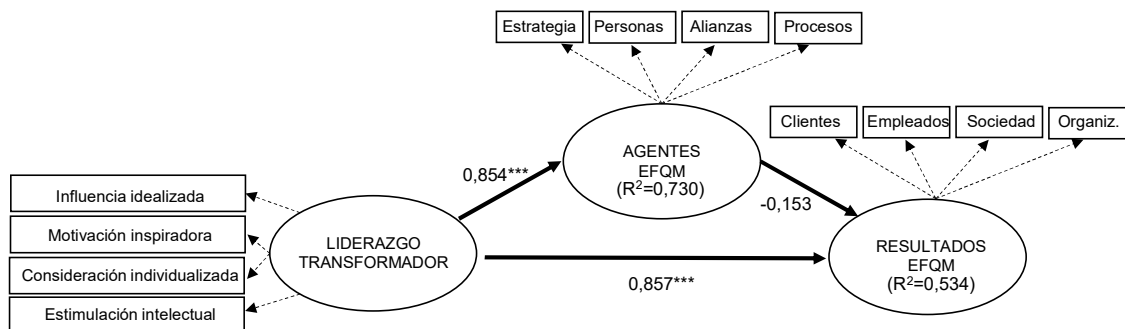 Estrategia
Personas
Alianzas
Procesos
Clientes
Empleados
Sociedad
Organiz.
AGENTES
EFQM
(R²=0,730)
0,854***
-0,153
Influencia idealizada
Motivación inspiradora
Consideración individualizada
Estimulación intelectual
LIDERAZGO
TRANSFORMADOR
RESULTADOS
EFQM
(R²=0,534)
0,857***